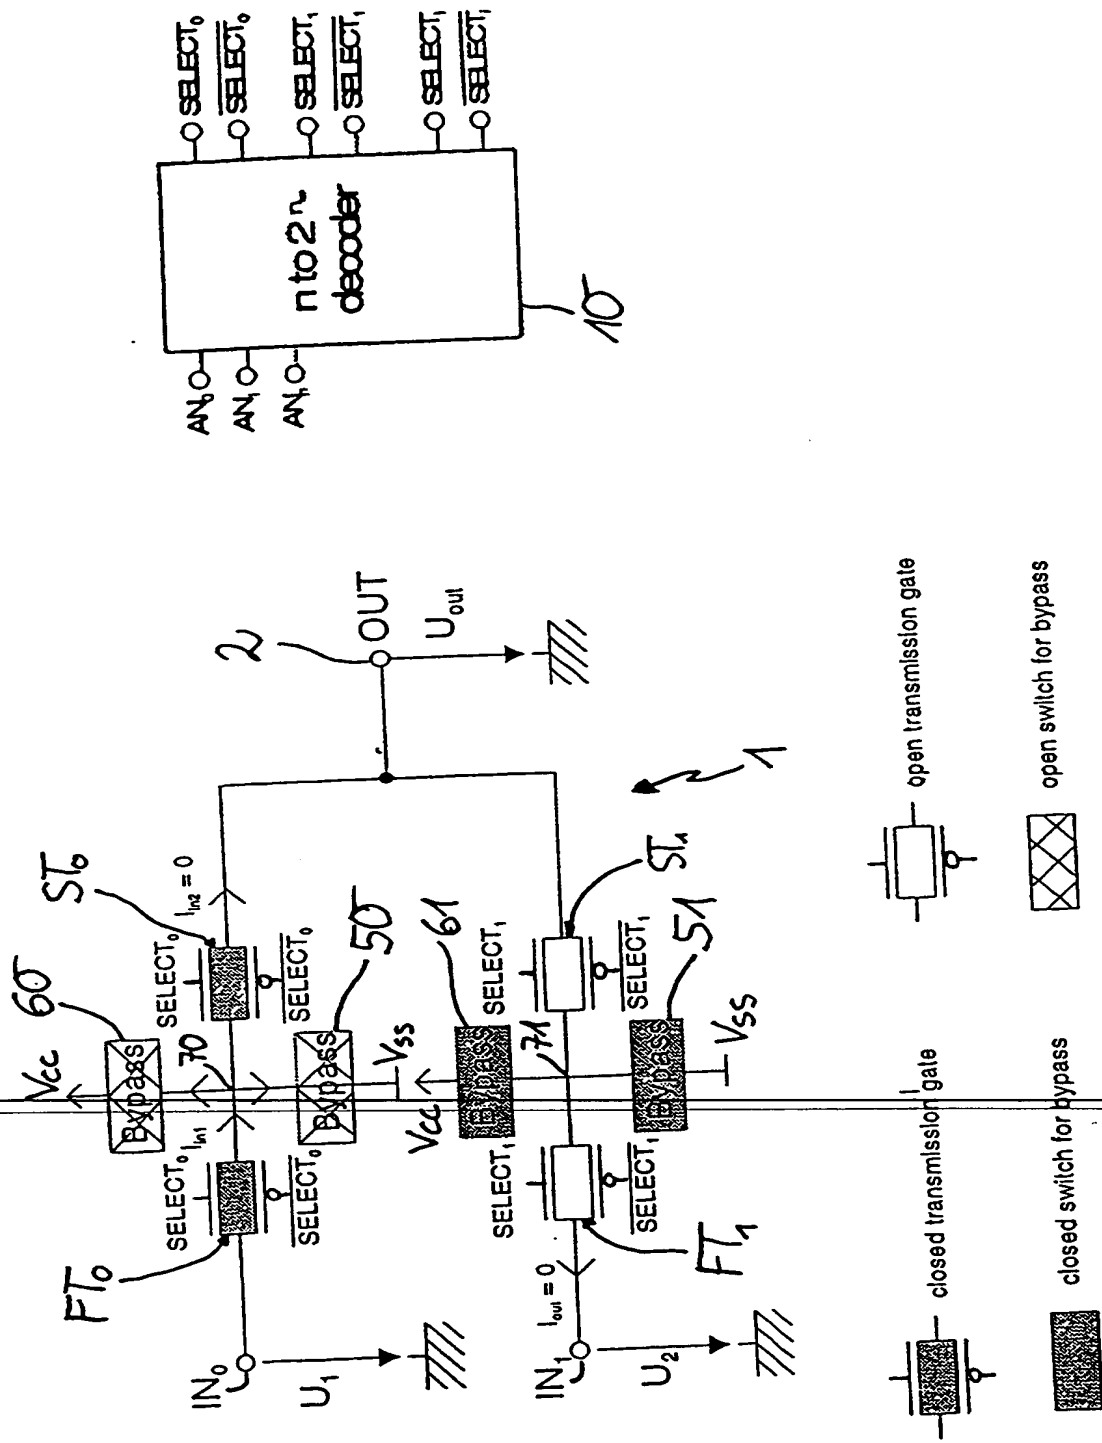 SELECT₀
SELECT₀
SELECT₁
SELECT₁
SELECT₁
SELECT₁
n to 2ⁿ
decoder
AN₀
AN₁
AN₁
10
2
OUT
Uout
1
60
Vcc
ST₀
SELECT₀
Iin2 = 0
SELECT₀
Bypass
70
Iin1
Bypass
50
Vss
FT₀
SELECT₀
SELECT₀
IN₀
U₁
61
Vcc
Bypass
SELECT₁
ST₁
SELECT₁
71
Bypass
51
Vss
SELECT₁
SELECT₁
FT₁
Iout = 0
IN₁
U₂
open transmission gate
open switch for bypass
closed transmission gate
closed switch for bypass